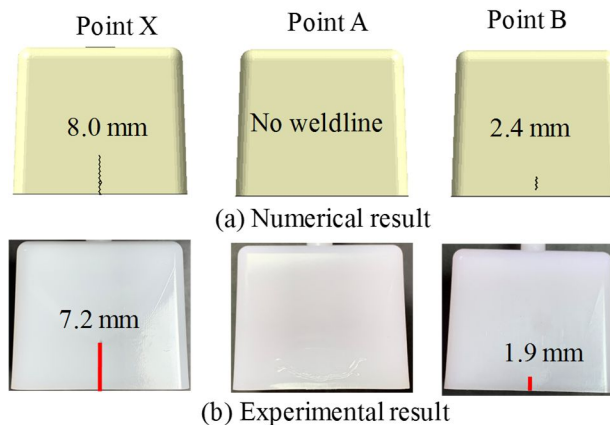 Point X Point A Point B
8.0 mm No weldline 2.4 mm
(a) Numerical result
7.2 mm 1.9 mm
(b) Experimental result